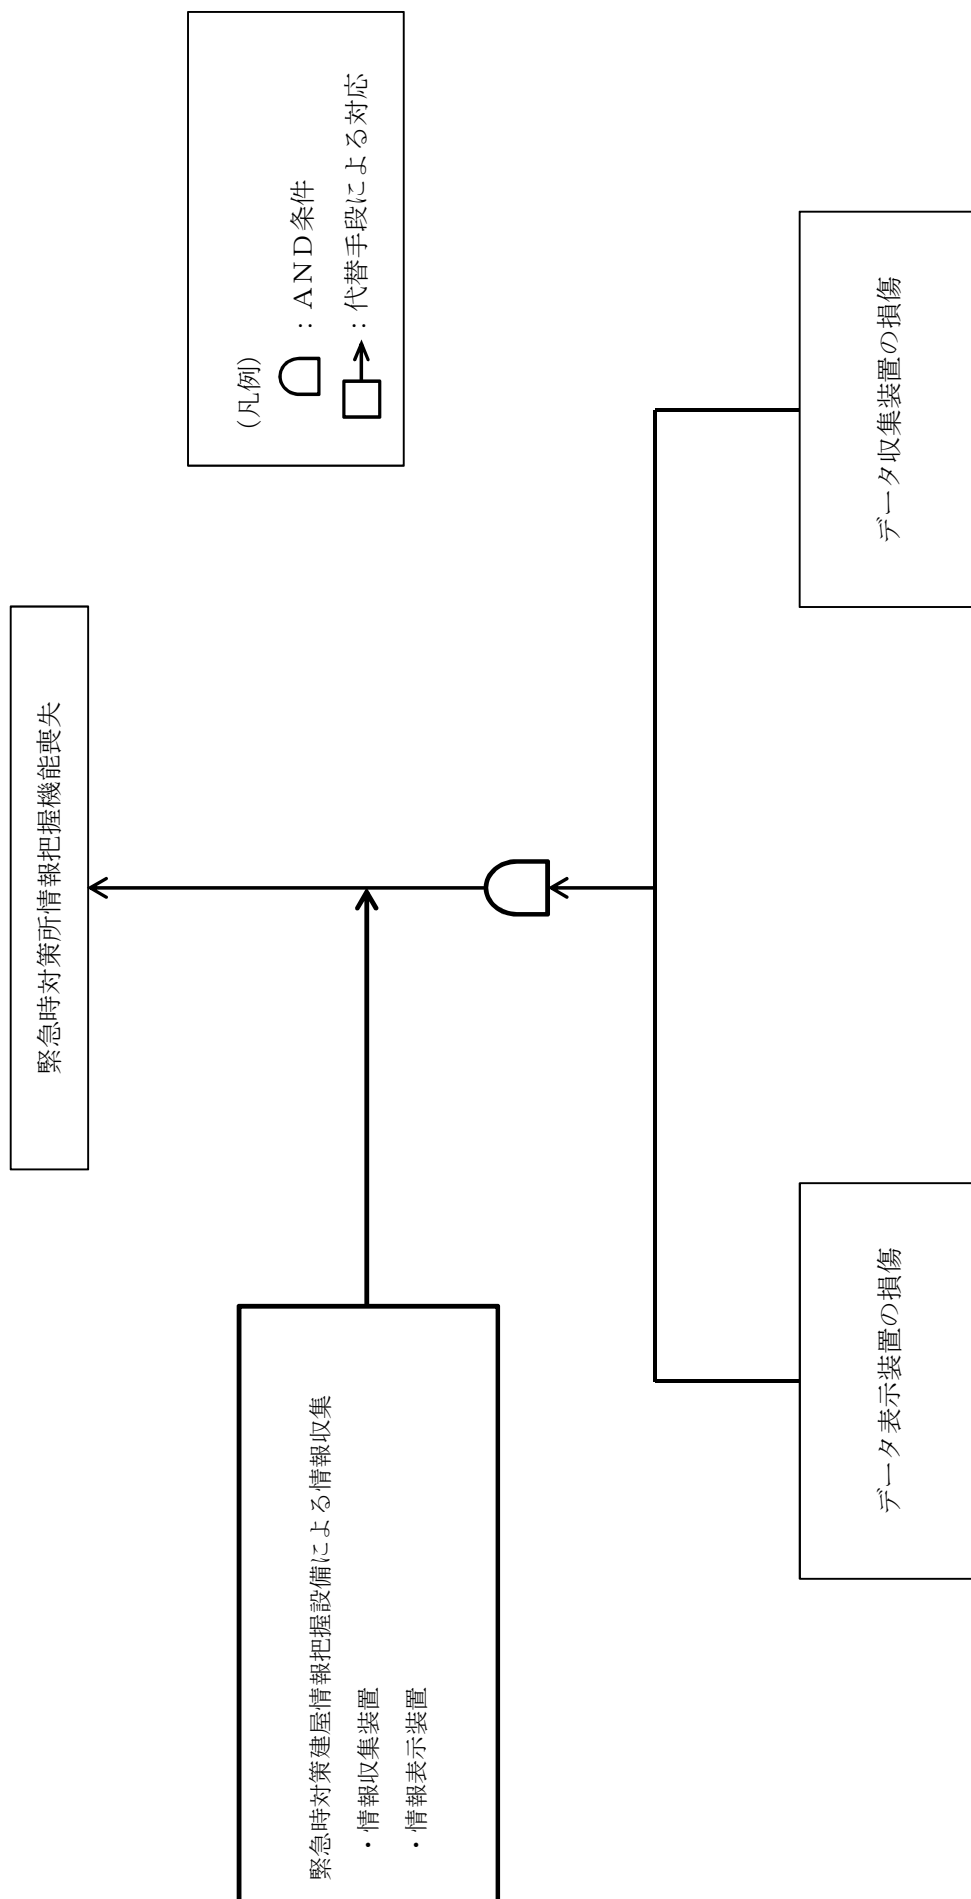 緊急時対策所情報把握機能喪失
(凡例)
：ＡＮＤ条件
：代替手段による対応
緊急時対策建屋情報把握設備による情報収集
・情報収集装置
・情報表示装置
データ表示装置の損傷
データ収集装置の損傷